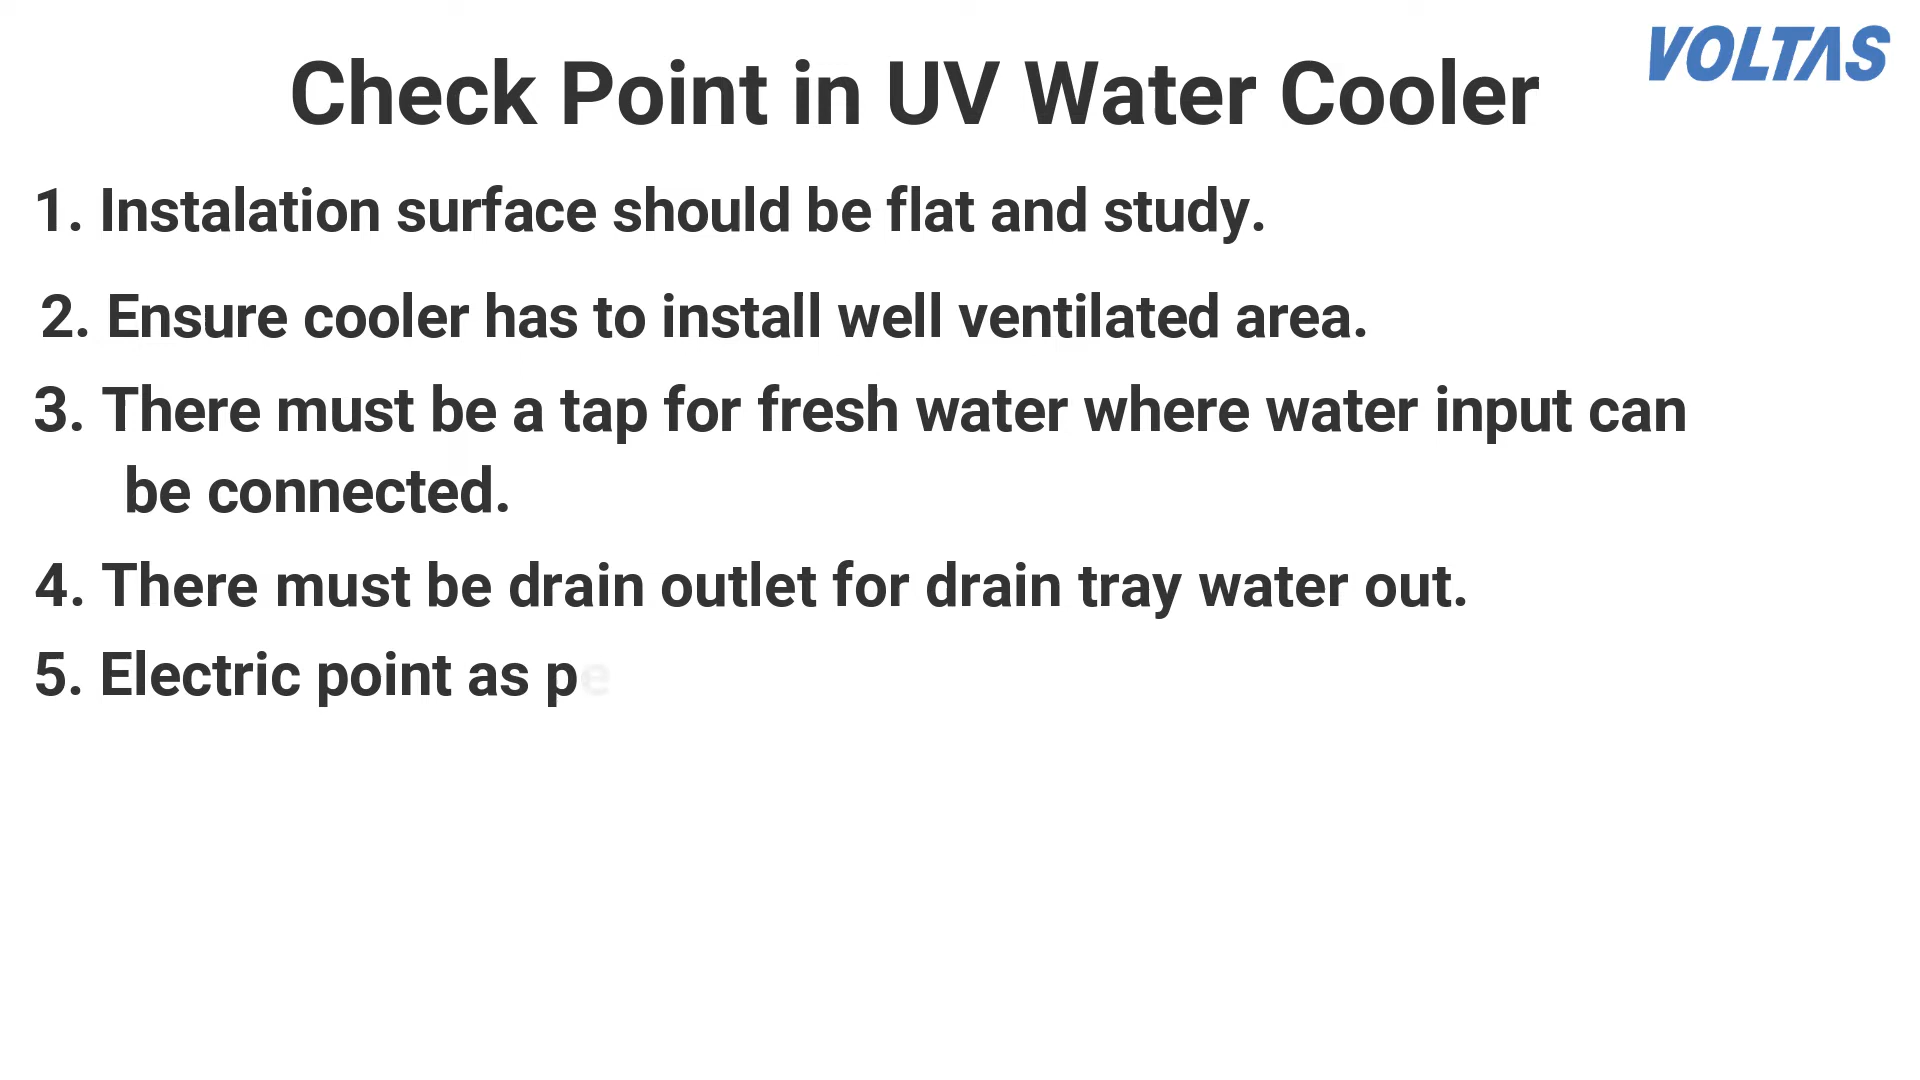 VOLTAS
Check Point in UV Water Cooler
1. Instalation surface should be flat and study.
2. Ensure cooler has to install well ventilated area.
3. There must be a tap for fresh water where water input can
be connected.
4. There must be drain outlet for drain tray water out.
5. Electric point as pe